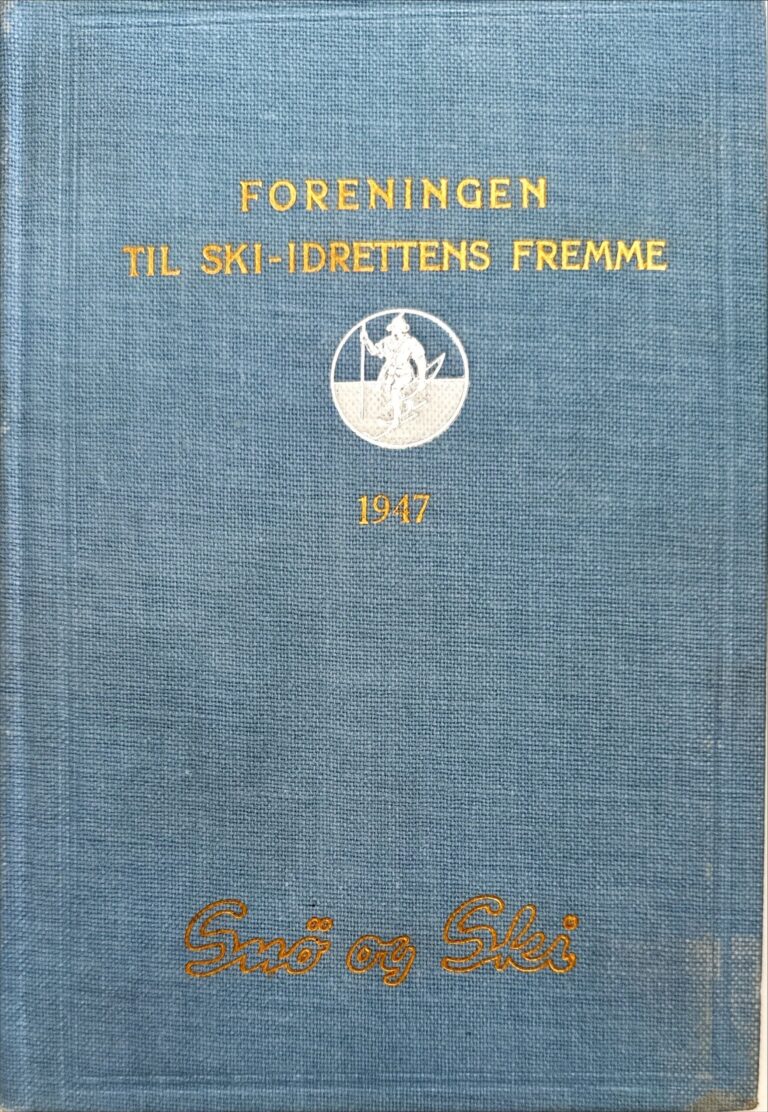 FORENINGEN
TIL SKI-IDRETTENS FREMME
1947
Snö og Ski